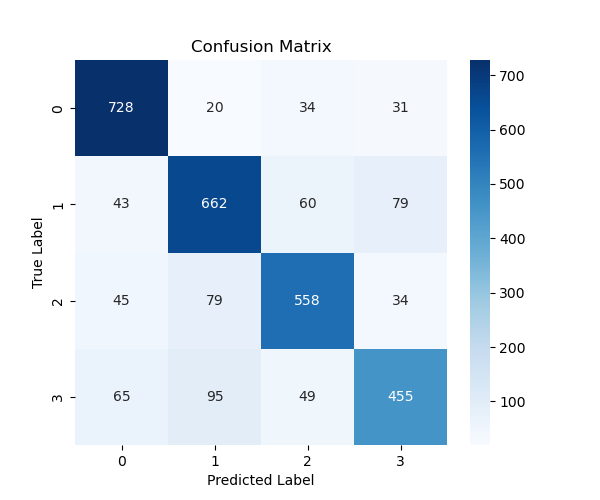 Confusion Matrix
0 728 20 34 31
1 43 662 60 79
2 45 79 558 34
3 65 95 49 455
0 1 2 3
True Label
Predicted Label
700
600
500
400
300
200
100